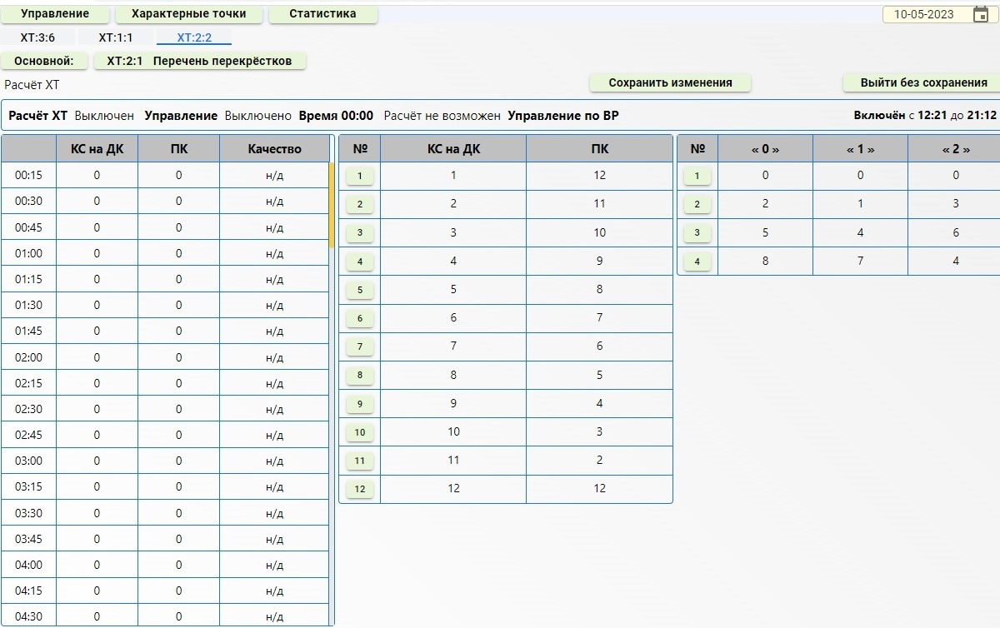 Управление Характерные точки Статистика 10-05-2023
ХТ:3:6 ХТ:1:1 ХТ:2:2
Основной: ХТ:2:1 Перечень перекрёстков
Расчёт ХТ Сохранить изменения Выйти без сохранения
Расчёт ХТ Выключен Управление Выключено Время 00:00 Расчёт не возможен Управление по ВР Включён с 12:21 до 21:12
КС на ДК ПК Качество
00:15 0 0 н/д
00:30 0 0 н/д
00:45 0 0 н/д
01:00 0 0 н/д
01:15 0 0 н/д
01:30 0 0 н/д
01:45 0 0 н/д
02:00 0 0 н/д
02:15 0 0 н/д
02:30 0 0 н/д
02:45 0 0 н/д
03:00 0 0 н/д
03:15 0 0 н/д
03:30 0 0 н/д
03:45 0 0 н/д
04:00 0 0 н/д
04:15 0 0 н/д
04:30 0 0 н/д
№ КС на ДК ПК
1 1 12
2 2 11
3 3 10
4 4 9
5 5 8
6 6 7
7 7 6
8 8 5
9 9 4
10 10 3
11 11 2
12 12 12
№ « 0 » « 1 » « 2 »
1 0 0 0
2 2 1 3
3 5 4 6
4 8 7 4